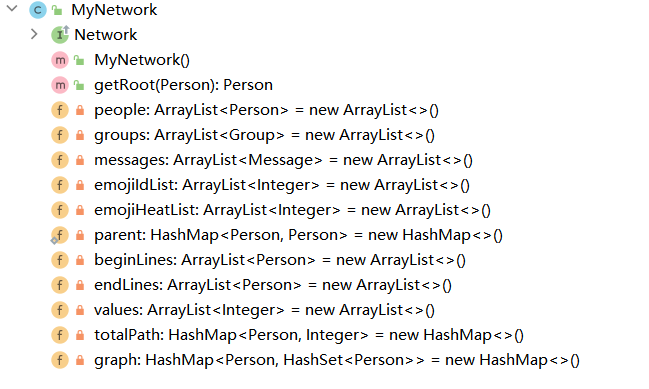 C MyNetwork
I Network
m MyNetwork()
m getRoot(Person): Person
f people: ArrayList<Person> = new ArrayList<>()
f groups: ArrayList<Group> = new ArrayList<>()
f messages: ArrayList<Message> = new ArrayList<>()
f emojiIdList: ArrayList<Integer> = new ArrayList<>()
f emojiHeatList: ArrayList<Integer> = new ArrayList<>()
f parent: HashMap<Person, Person> = new HashMap<>()
f beginLines: ArrayList<Person> = new ArrayList<>()
f endLines: ArrayList<Person> = new ArrayList<>()
f values: ArrayList<Integer> = new ArrayList<>()
f totalPath: HashMap<Person, Integer> = new HashMap<>()
f graph: HashMap<Person, HashSet<Person>> = new HashMap<>()